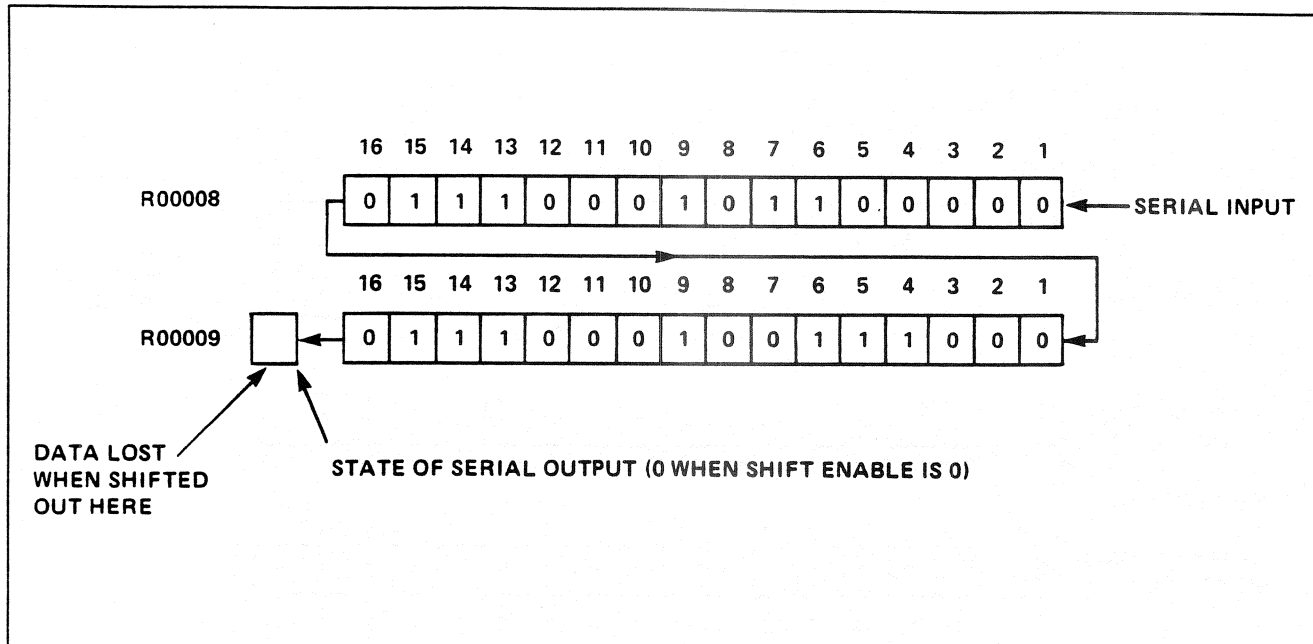 16 15 14 13 12 11 10 9 8 7 6 5 4 3 2 1
R00008 0 1 1 1 0 0 0 1 0 1 1 0 0 0 0 0 SERIAL INPUT
16 15 14 13 12 11 10 9 8 7 6 5 4 3 2 1
R00009 0 1 1 1 0 0 0 1 0 0 1 1 1 0 0 0
DATA LOST
WHEN SHIFTED
OUT HERE
STATE OF SERIAL OUTPUT (0 WHEN SHIFT ENABLE IS 0)